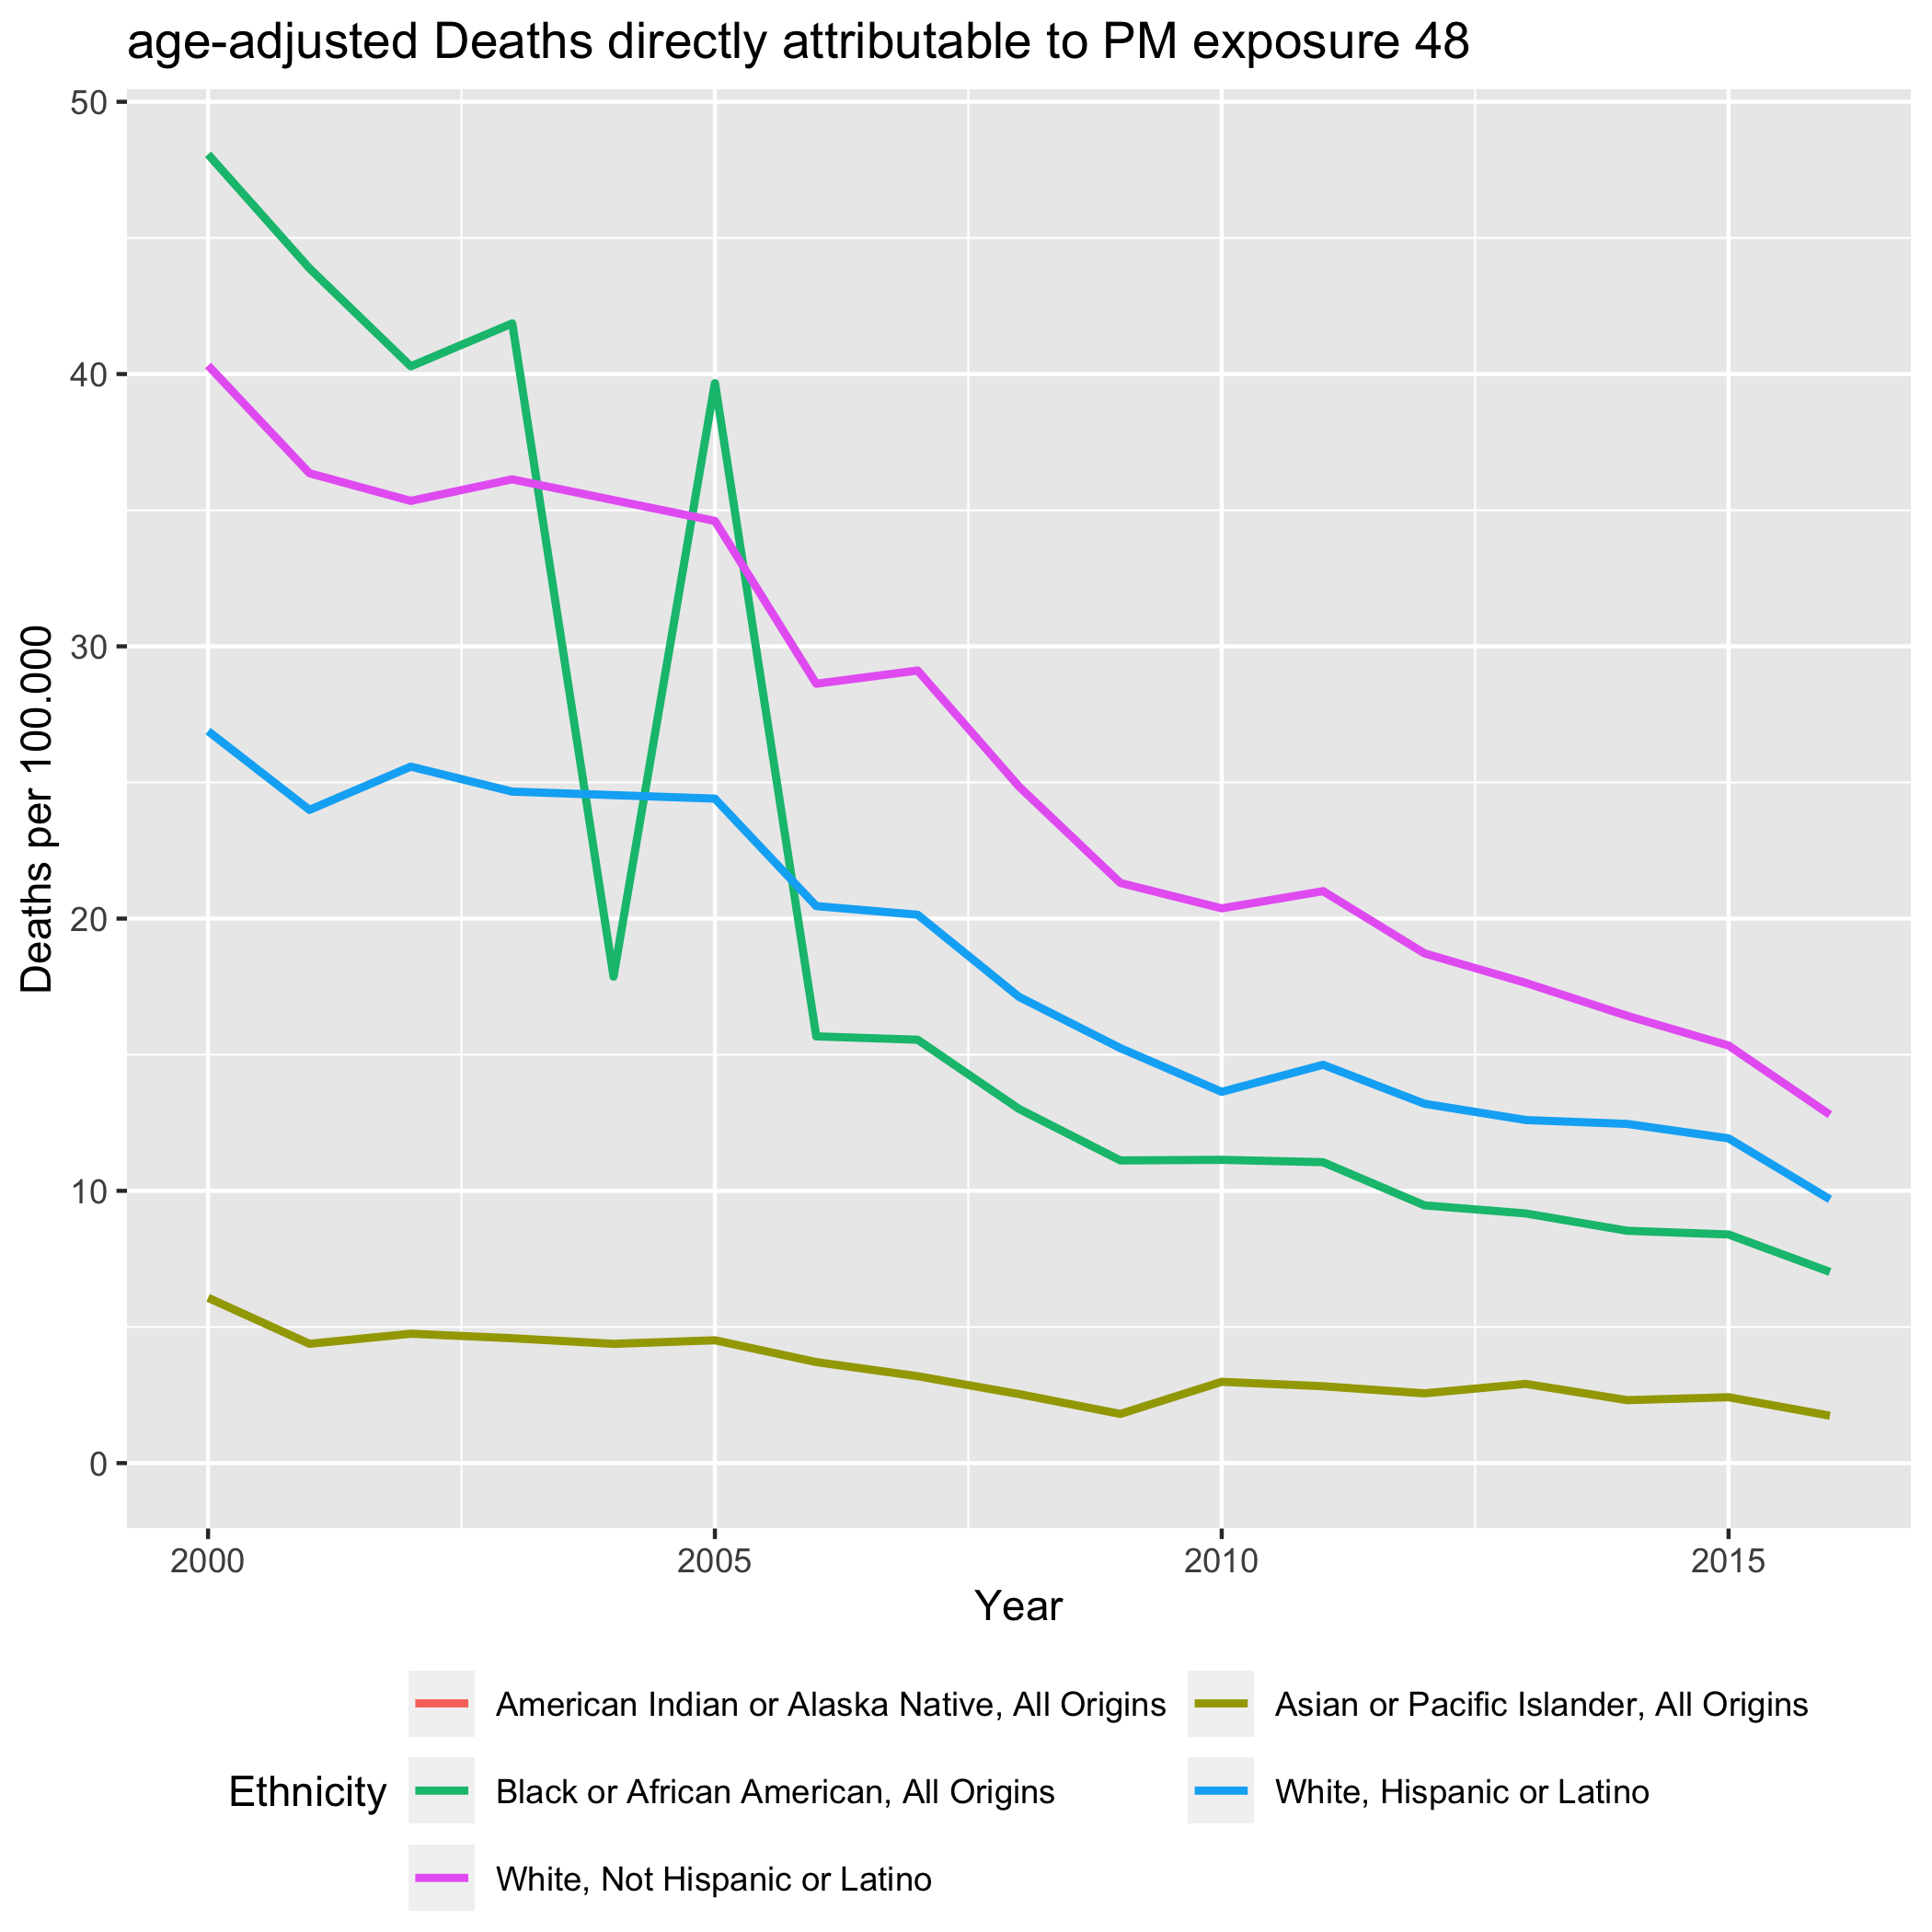 age-adjusted Deaths directly attributable to PM exposure 48
50
40
30
20
10
0
Deaths per 100.000
2000 2005 2010 2015
Year
Ethnicity
American Indian or Alaska Native, All Origins
Asian or Pacific Islander, All Origins
Black or African American, All Origins
White, Hispanic or Latino
White, Not Hispanic or Latino